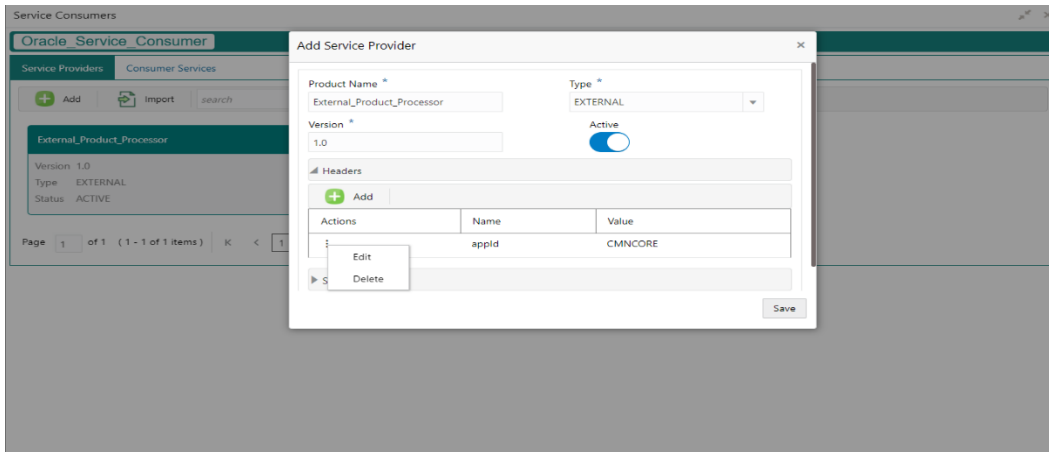 Service Consumers
Oracle_Service_Consumer
Service Providers Consumer Services
Add Import search
External_Product_Processor
Version 1.0
Type EXTERNAL
Status ACTIVE
Page 1 of 1 (1 - 1 of 1 items) K < 1
Add Service Provider ×
Product Name * Type *
External_Product_Processor EXTERNAL
Version * Active
1.0
Headers
Add
Actions Name Value
appId CMNCORE
Edit
Delete
S
Save